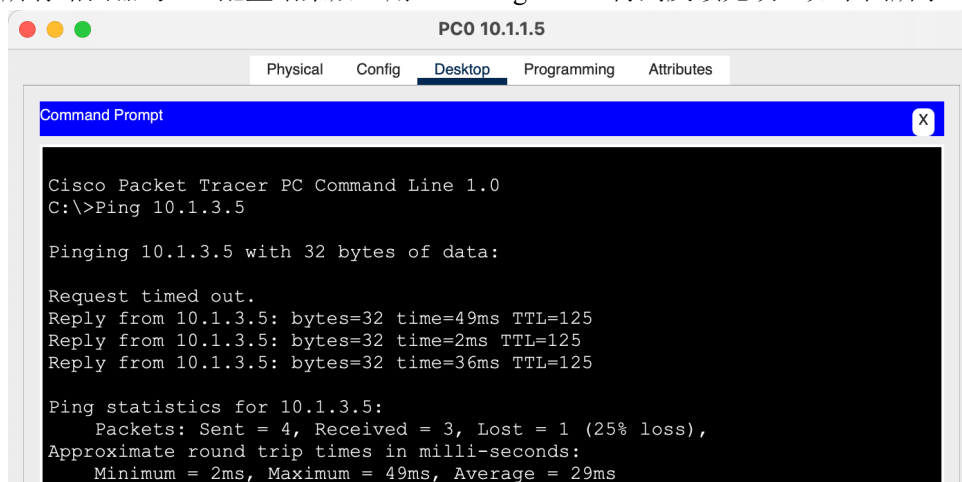 PC0 10.1.1.5
Physical Config Desktop Programming Attributes
Command Prompt
X
Cisco Packet Tracer PC Command Line 1.0
C:\>Ping 10.1.3.5
Pinging 10.1.3.5 with 32 bytes of data:
Request timed out.
Reply from 10.1.3.5: bytes=32 time=49ms TTL=125
Reply from 10.1.3.5: bytes=32 time=2ms TTL=125
Reply from 10.1.3.5: bytes=32 time=36ms TTL=125
Ping statistics for 10.1.3.5:
Packets: Sent = 4, Received = 3, Lost = 1 (25% loss),
Approximate round trip times in milli-seconds:
Minimum = 2ms, Maximum = 49ms, Average = 29ms